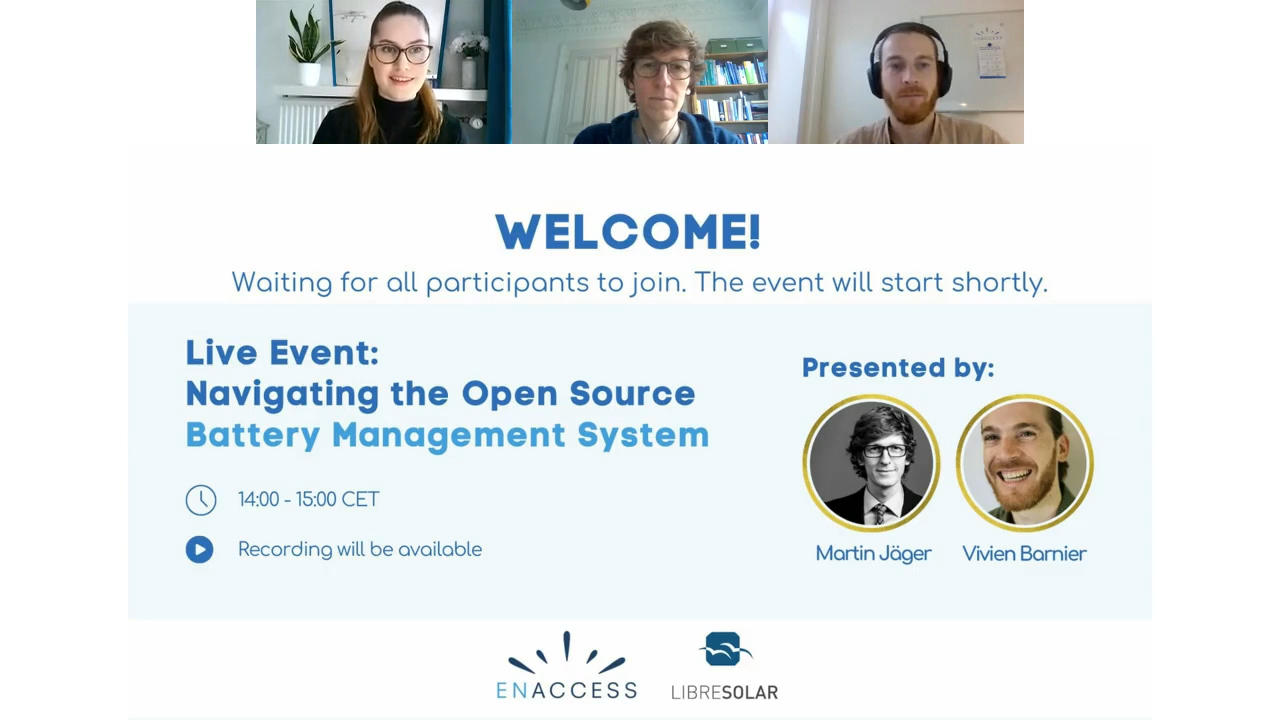 WELCOME!
Waiting for all participants to join. The event will start shortly.
Live Event:
Navigating the Open Source
Battery Management System
14:00 - 15:00 CET
Recording will be available
Presented by:
Martin Jäger
Vivien Barnier
ENACCESS
LIBRESOLAR